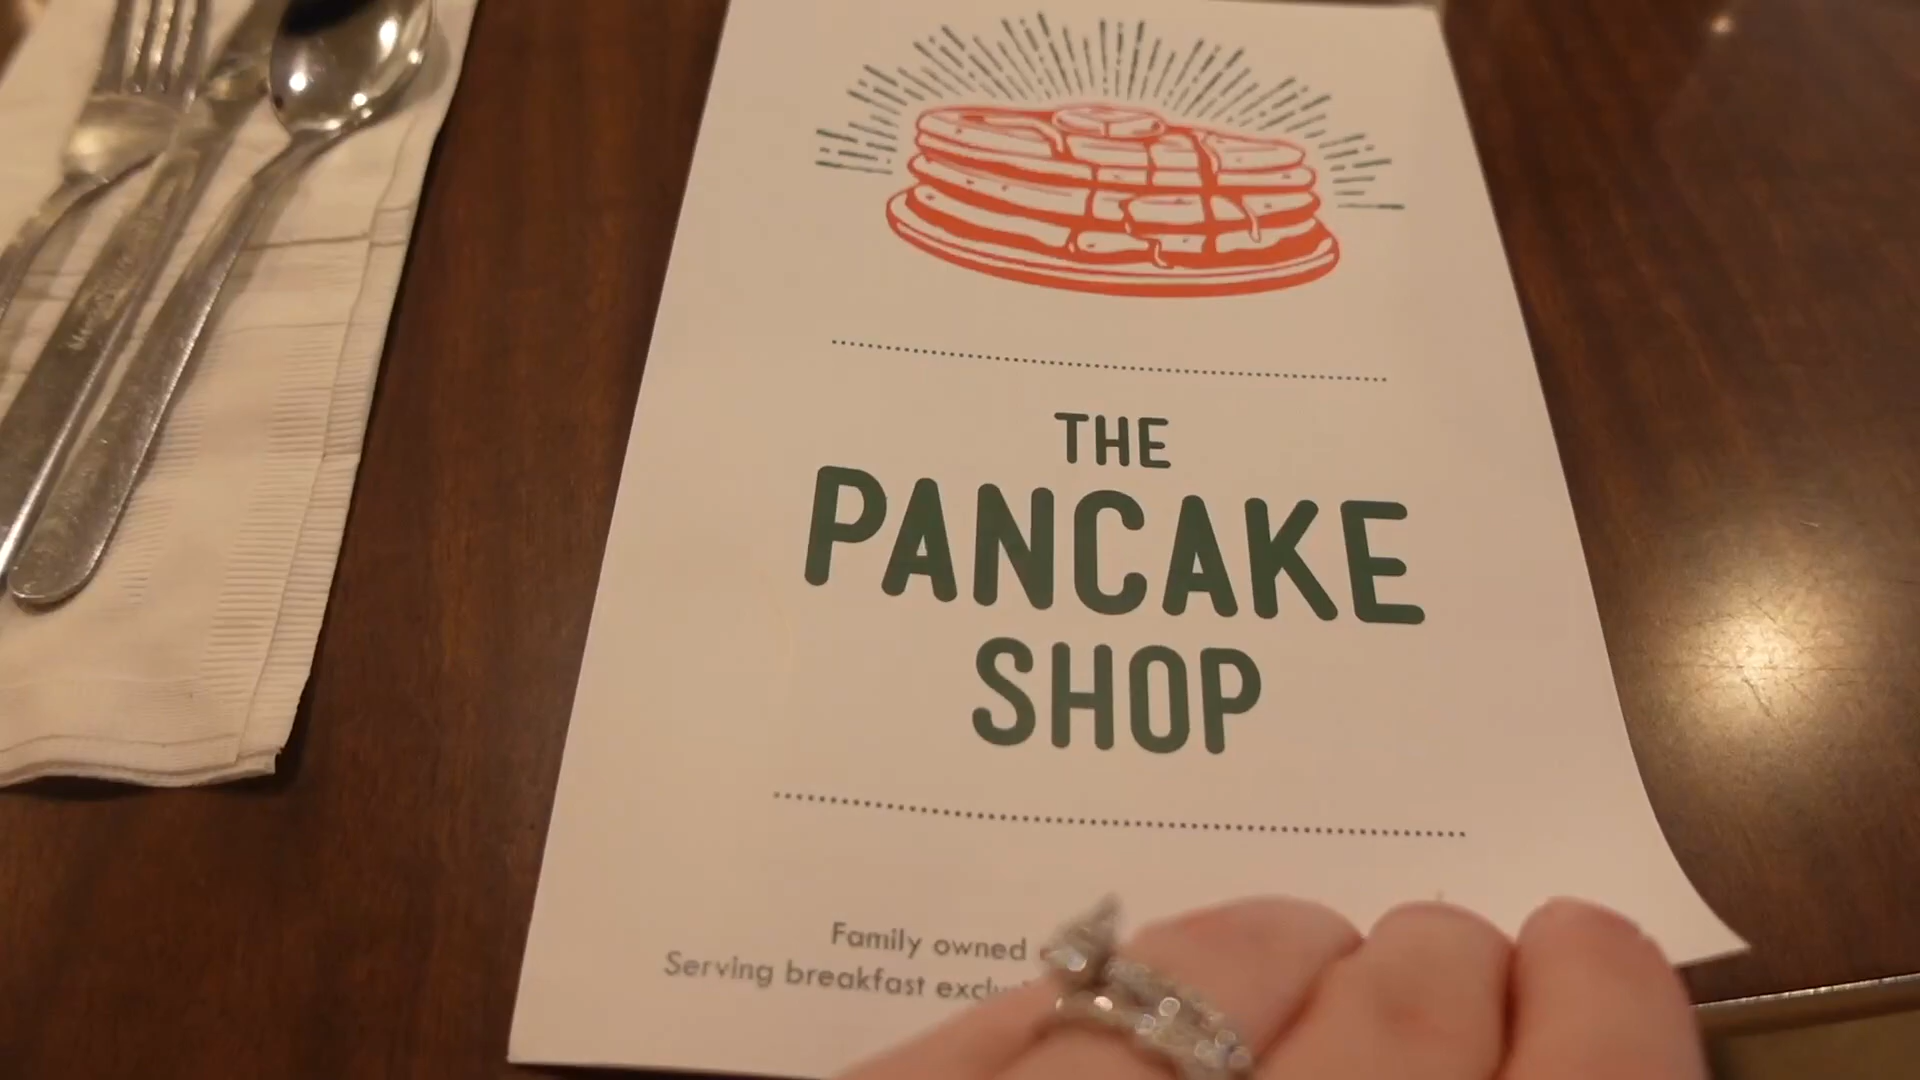 THE
PANCAKE
SHOP
Family owned
Serving breakfast